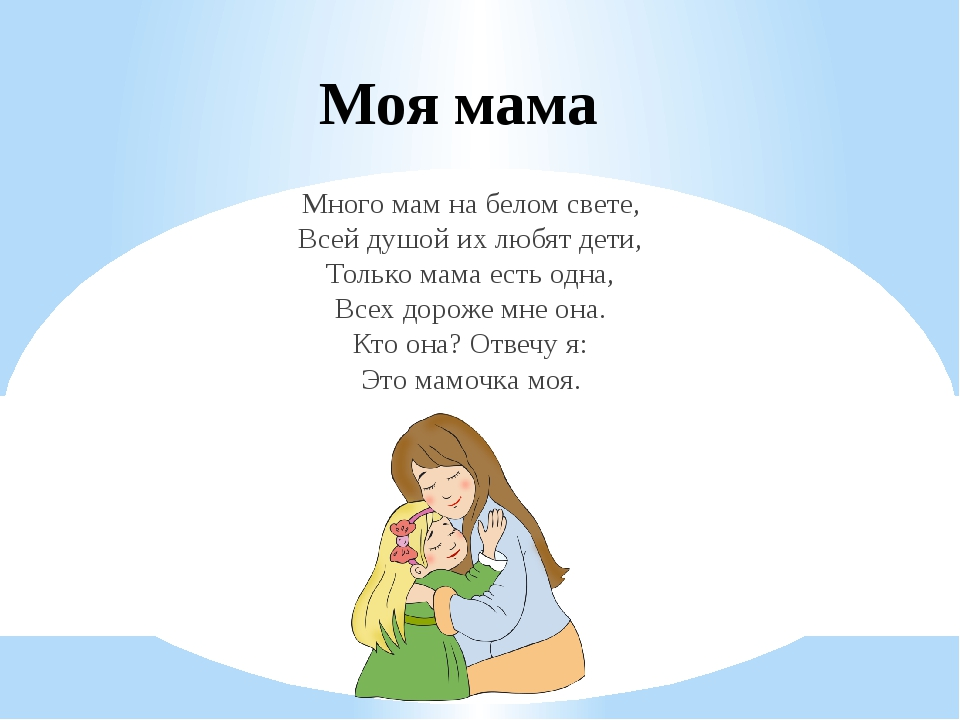 Моя мама
Много мам на белом свете,
Всей душой их любят дети,
Только мама есть одна,
Всех дороже мне она.
Кто она? Отвечу я:
Это мамочка моя.